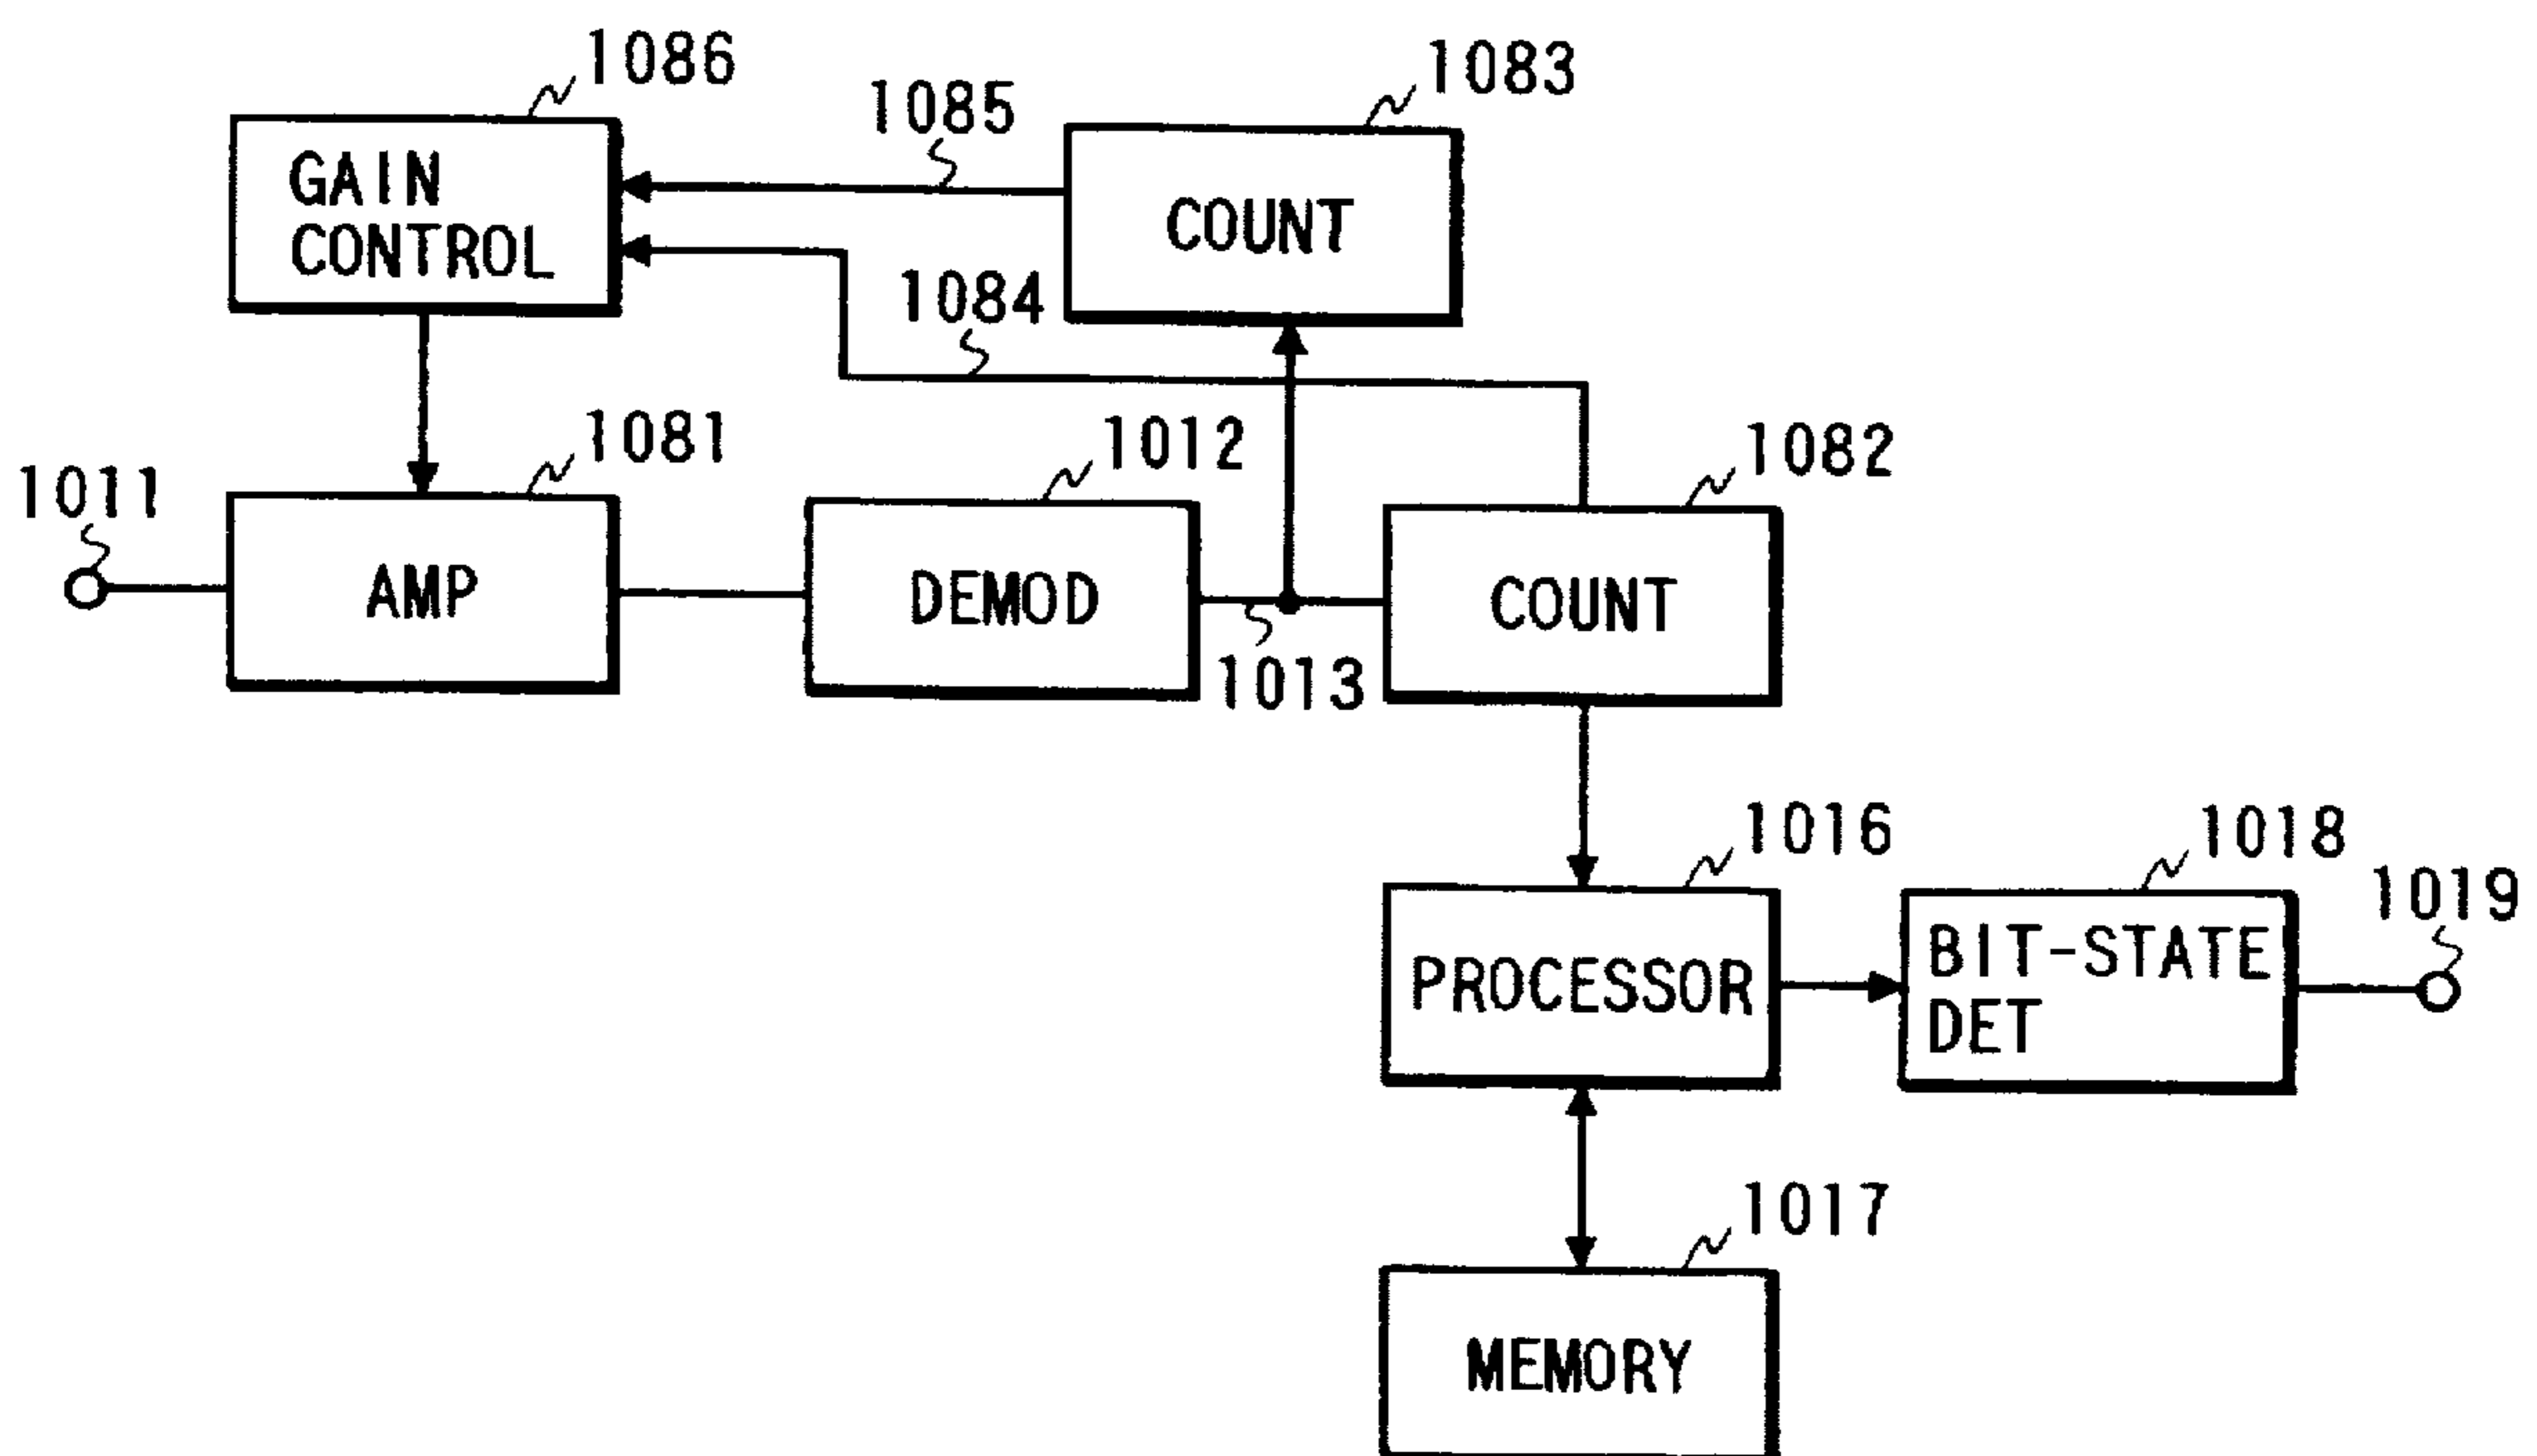 1086
1083
1085
GAIN
CONTROL
COUNT
1084
1081
1012
1082
1011
AMP
DEMOD
COUNT
1013
1016
1018
1019
PROCESSOR
BIT-STATE
DET
1017
MEMORY